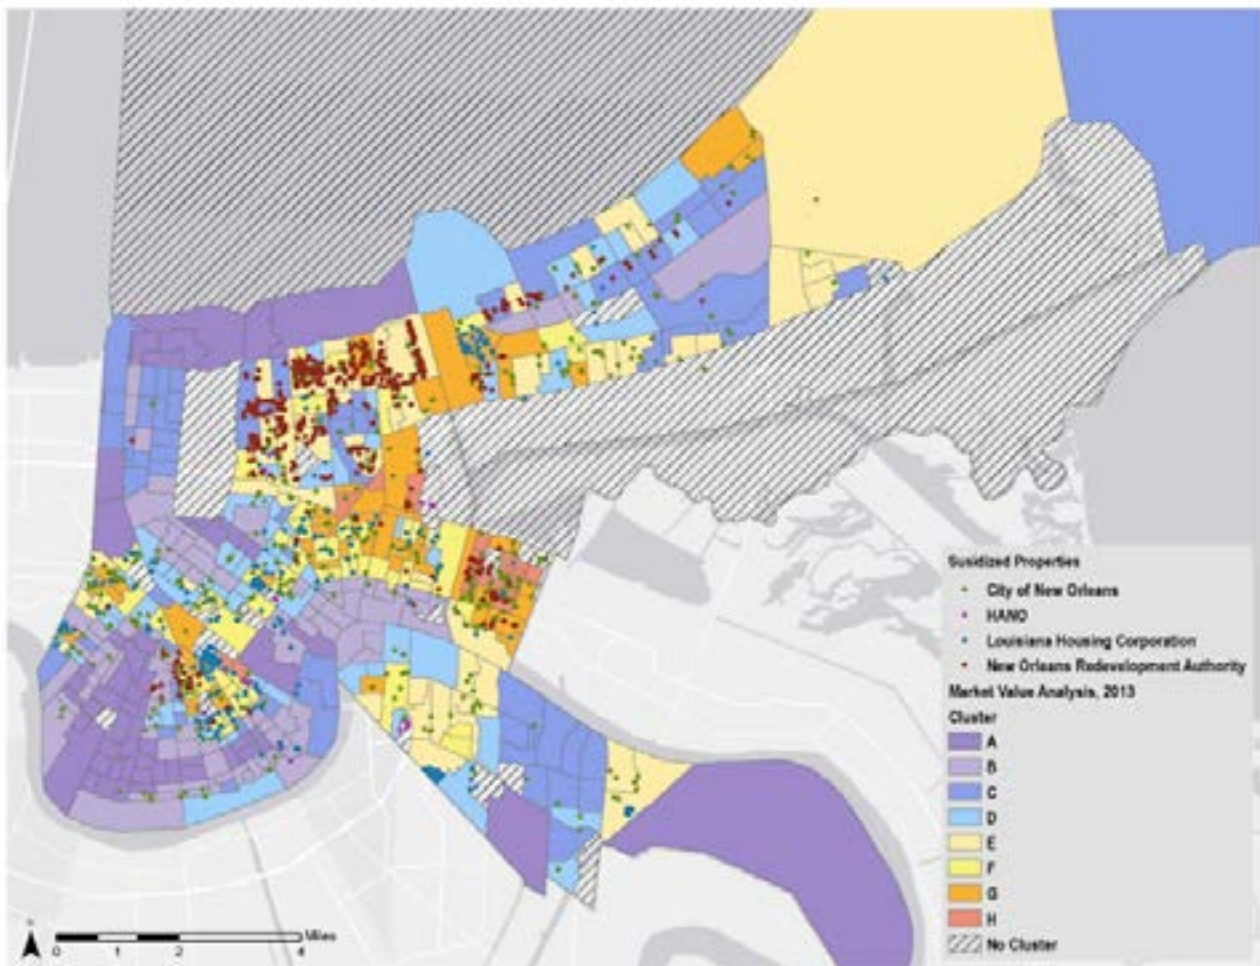 Susidized Properties
City of New Orleans
HANO
Louisiana Housing Corporation
New Orleans Redevelopment Authority
Market Value Analysis, 2013
Cluster
A
B
C
D
E
F
G
H
No Cluster
Miles
0 1 2 4